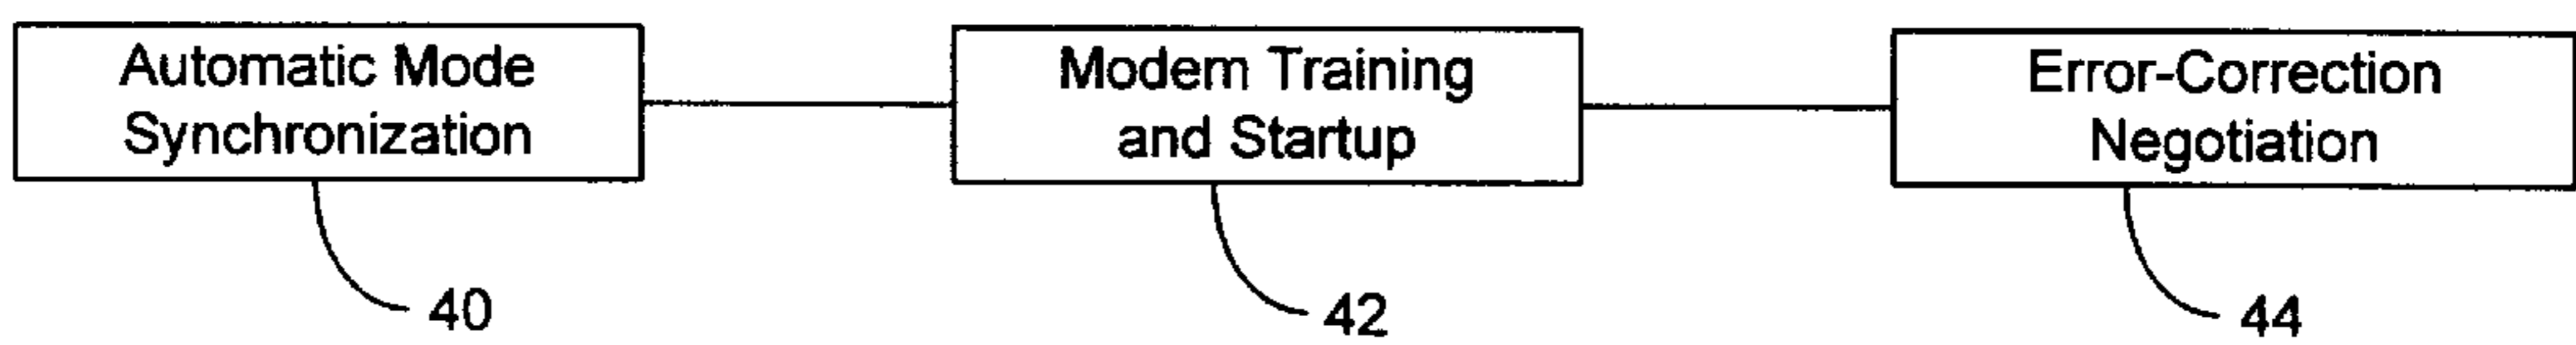 Automatic Mode
Synchronization
Modem Training
and Startup
Error-Correction
Negotiation
40
42
44